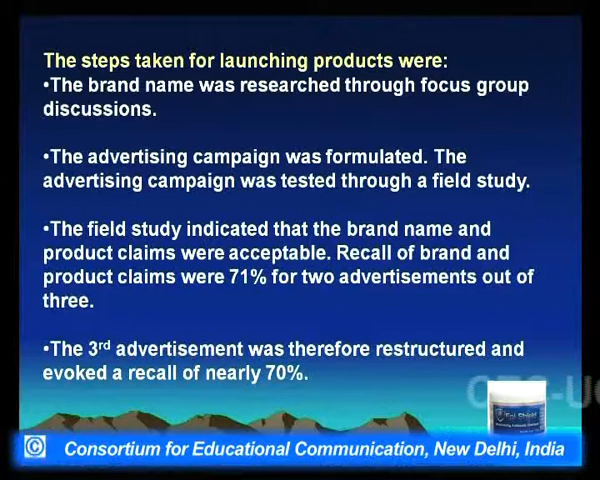 The steps taken for launching products were:
•The brand name was researched through focus group
discussions.
•The advertising campaign was formulated. The
advertising campaign was tested through a field study.
•The field study indicated that the brand name and
product claims were acceptable. Recall of brand and
product claims were 71% for two advertisements out of
three.
•The 3rd advertisement was therefore restructured and
evoked a recall of nearly 70%.
© Consortium for Educational Communication, New Delhi, India